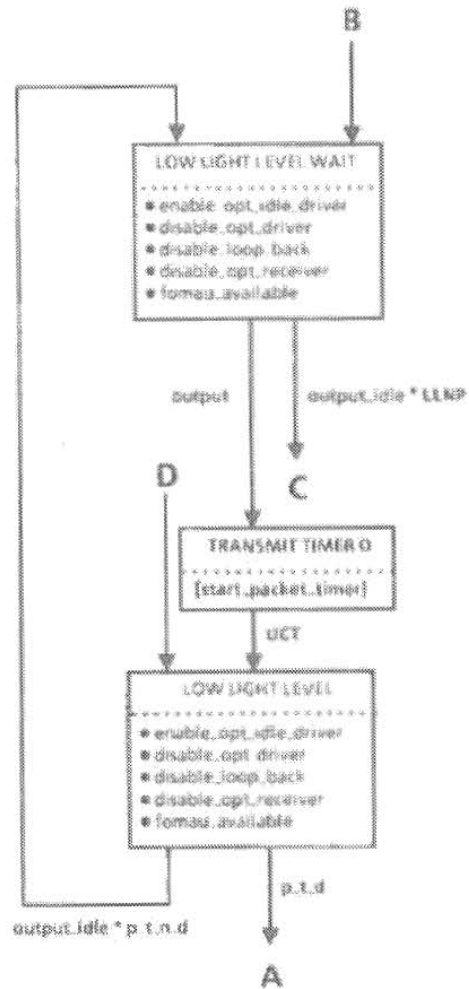 B
LOW LIGHT LEVEL WAIT
● enable_opt_idle_driver
● disable_opt_driver
● disable_loop_back
● disable_opt_receiver
● fomau_available
output
output_idle * LLNP
D
C
TRANSMIT TIMER O
[start_packet_timer]
UCT
LOW LIGHT LEVEL
● enable_opt_idle_driver
● disable_opt_driver
● disable_loop_back
● disable_opt_receiver
● fomau_available
p_t_d
output_idle * p_t_n_d
A